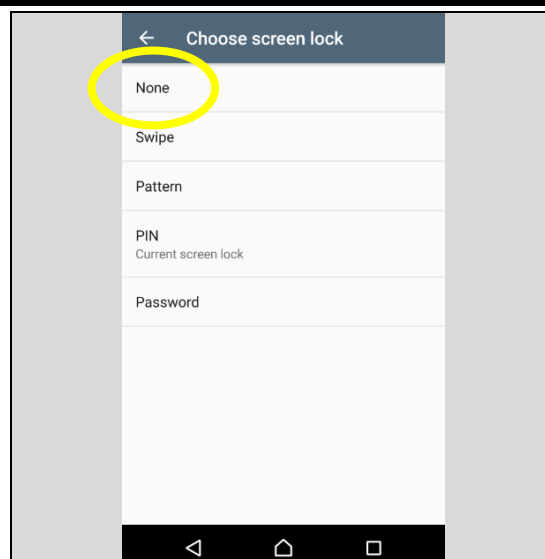 Choose screen lock
None
Swipe
Pattern
PIN
Current screen lock
Password